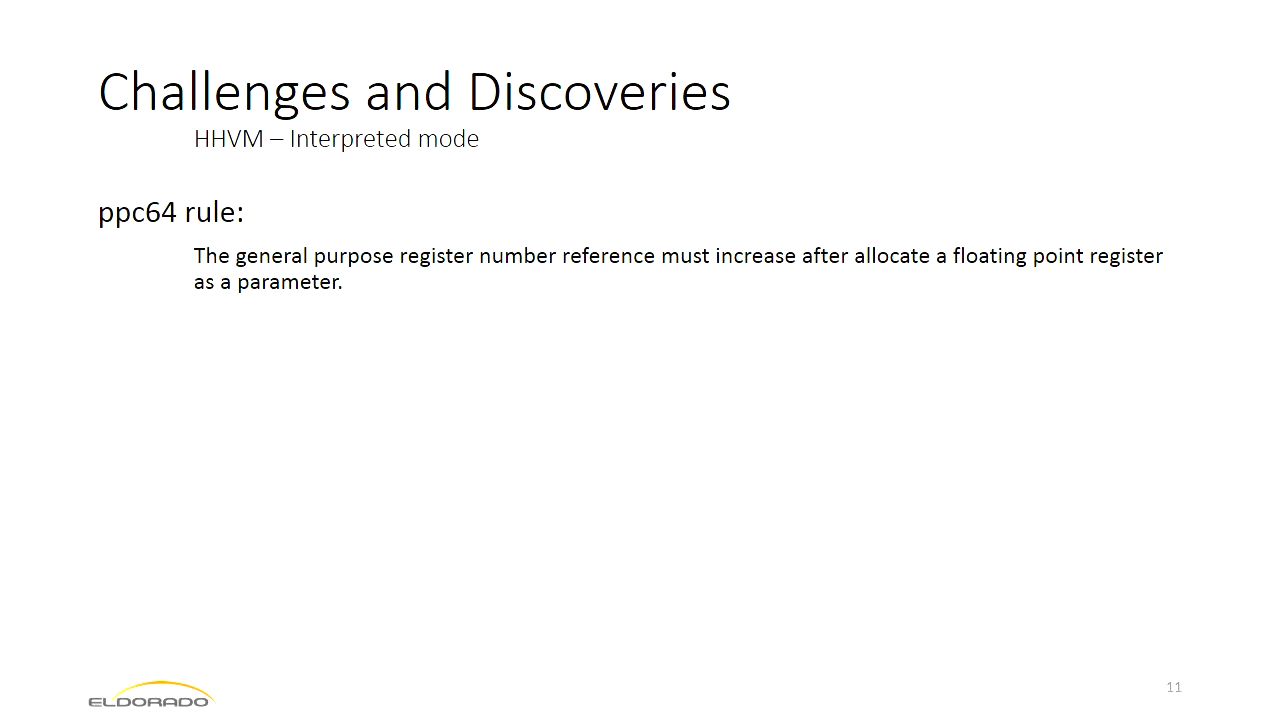 Challenges and Discoveries
HHVM – Interpreted mode
ppc64 rule:
The general purpose register number reference must increase after allocate a floating point register
as a parameter.
ELDORADO
11